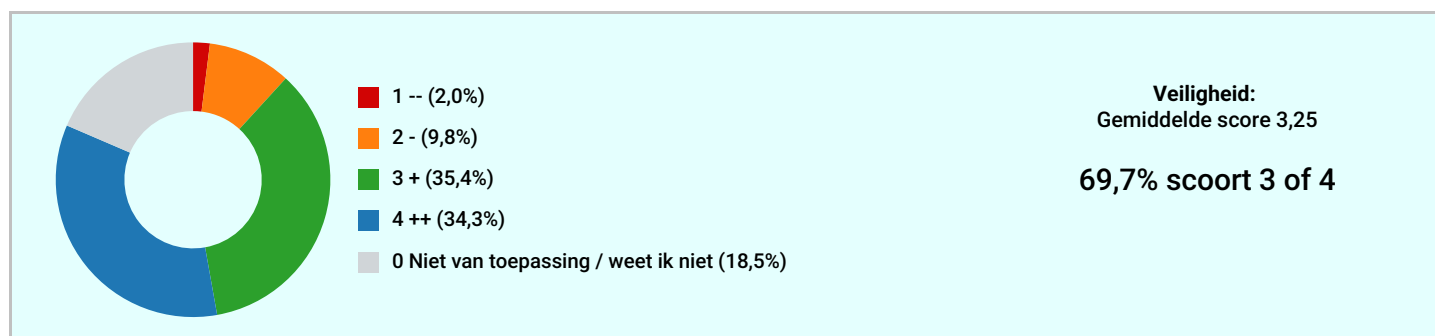 1 -- (2,0%)
2 - (9,8%)
3 + (35,4%)
4 ++ (34,3%)
0 Niet van toepassing / weet ik niet (18,5%)
Veiligheid:
Gemiddelde score 3,25
69,7% scoort 3 of 4